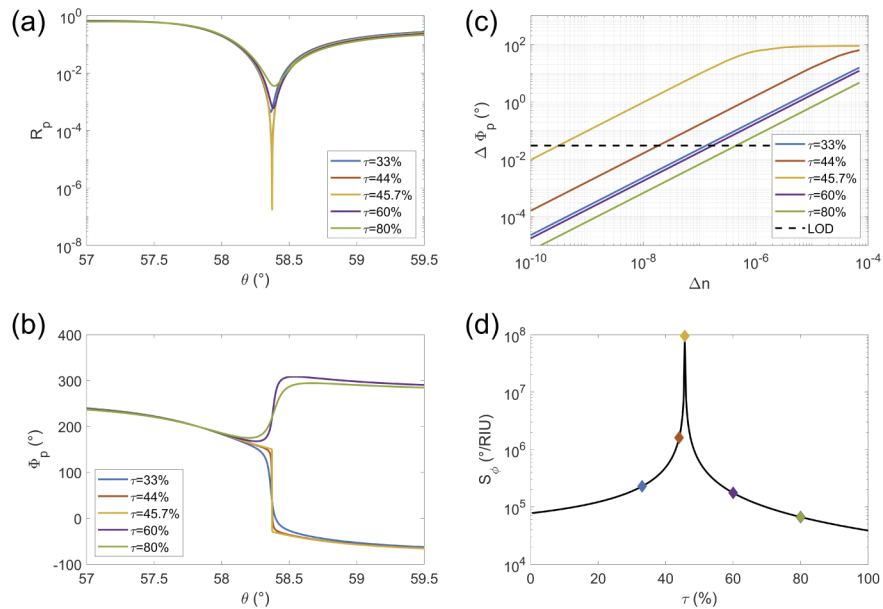 (a)
10^0
10^-2
10^-4
10^-6
10^-8
R_p
57
57.5
58
58.5
59
59.5
θ (°)
τ=33%
τ=44%
τ=45.7%
τ=60%
τ=80%
(c)
10^2
10^0
10^-2
10^-4
Δ Φ_p (°)
10^-10
10^-8
10^-6
10^-4
Δn
τ=33%
τ=44%
τ=45.7%
τ=60%
τ=80%
LOD
(b)
400
300
200
100
0
-100
Φ_p (°)
57
57.5
58
58.5
59
59.5
θ (°)
τ=33%
τ=44%
τ=45.7%
τ=60%
τ=80%
(d)
10^8
10^7
10^6
10^5
10^4
S_ϕ (°/RIU)
0
20
40
60
80
100
τ (%)